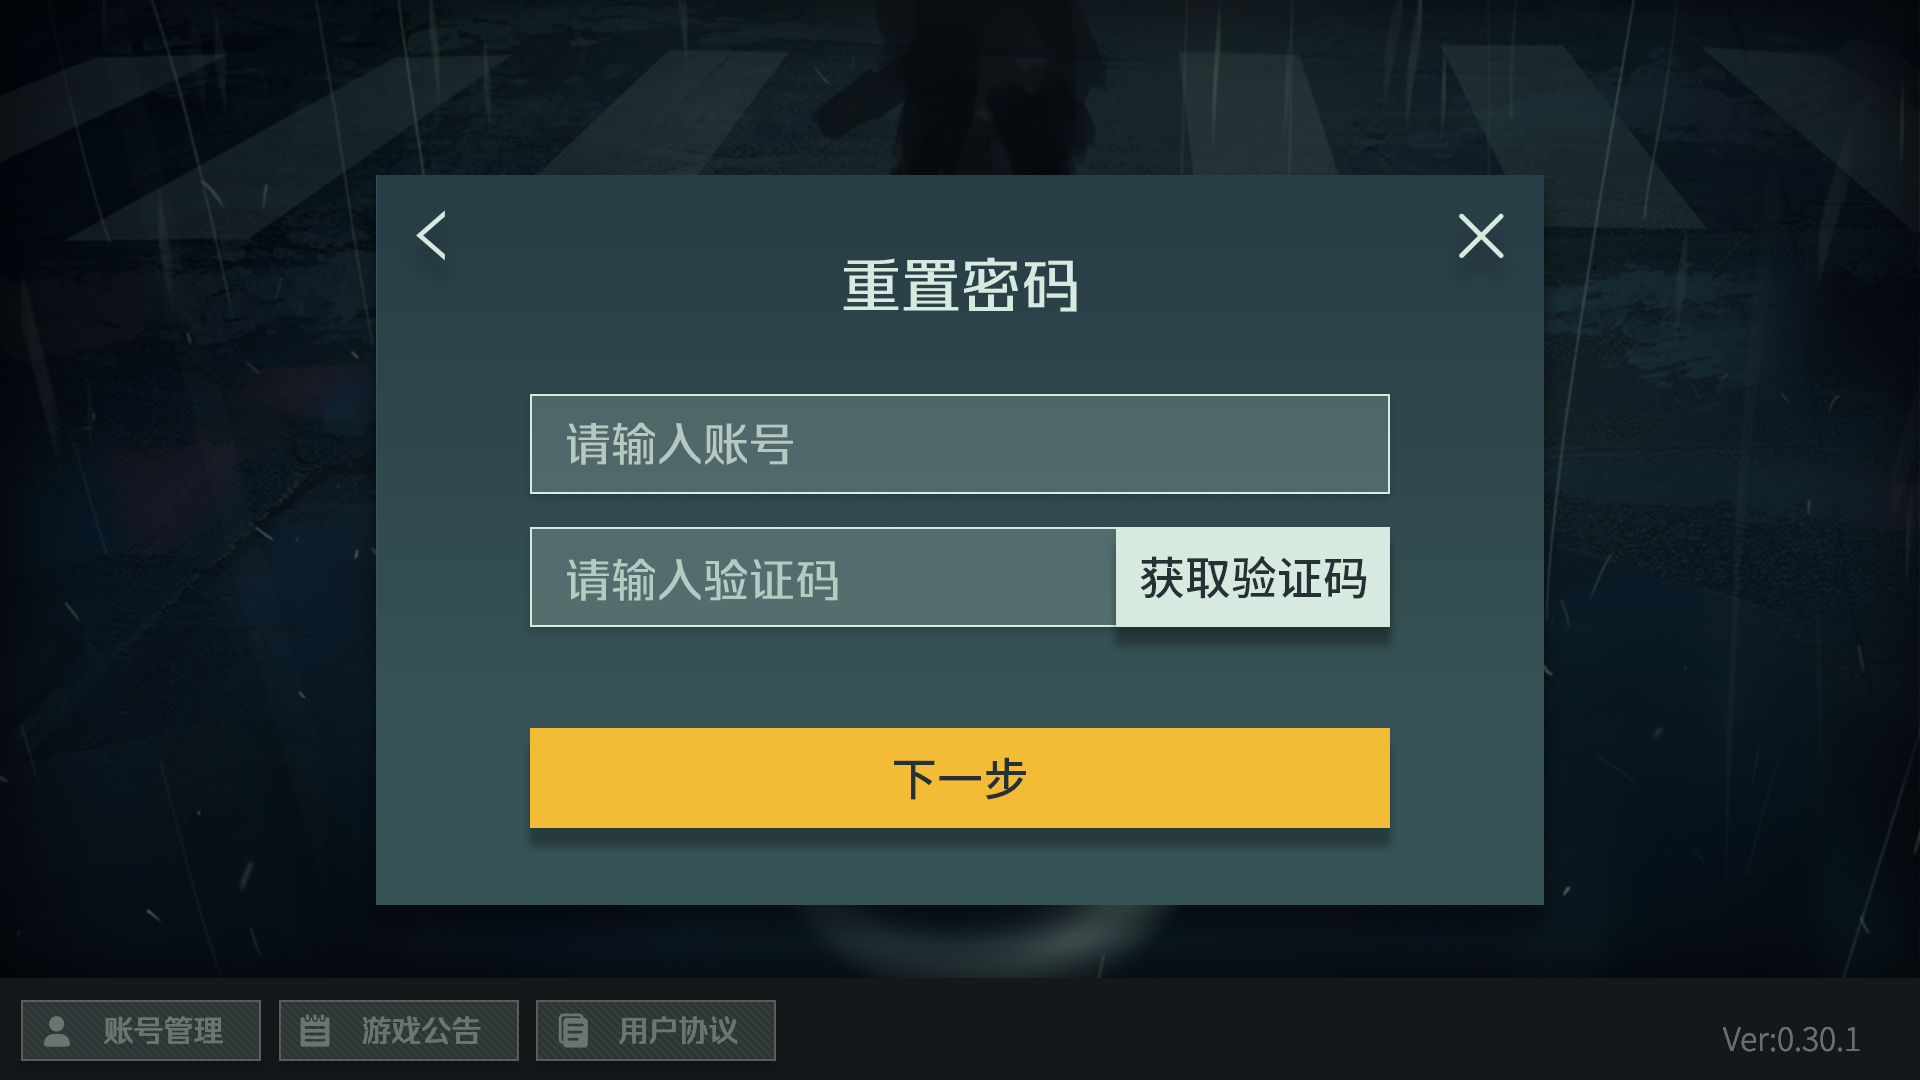 重置密码
请输入账号
请输入验证码
获取验证码
下一步
账号管理
游戏公告
用户协议
Ver:0.30.1